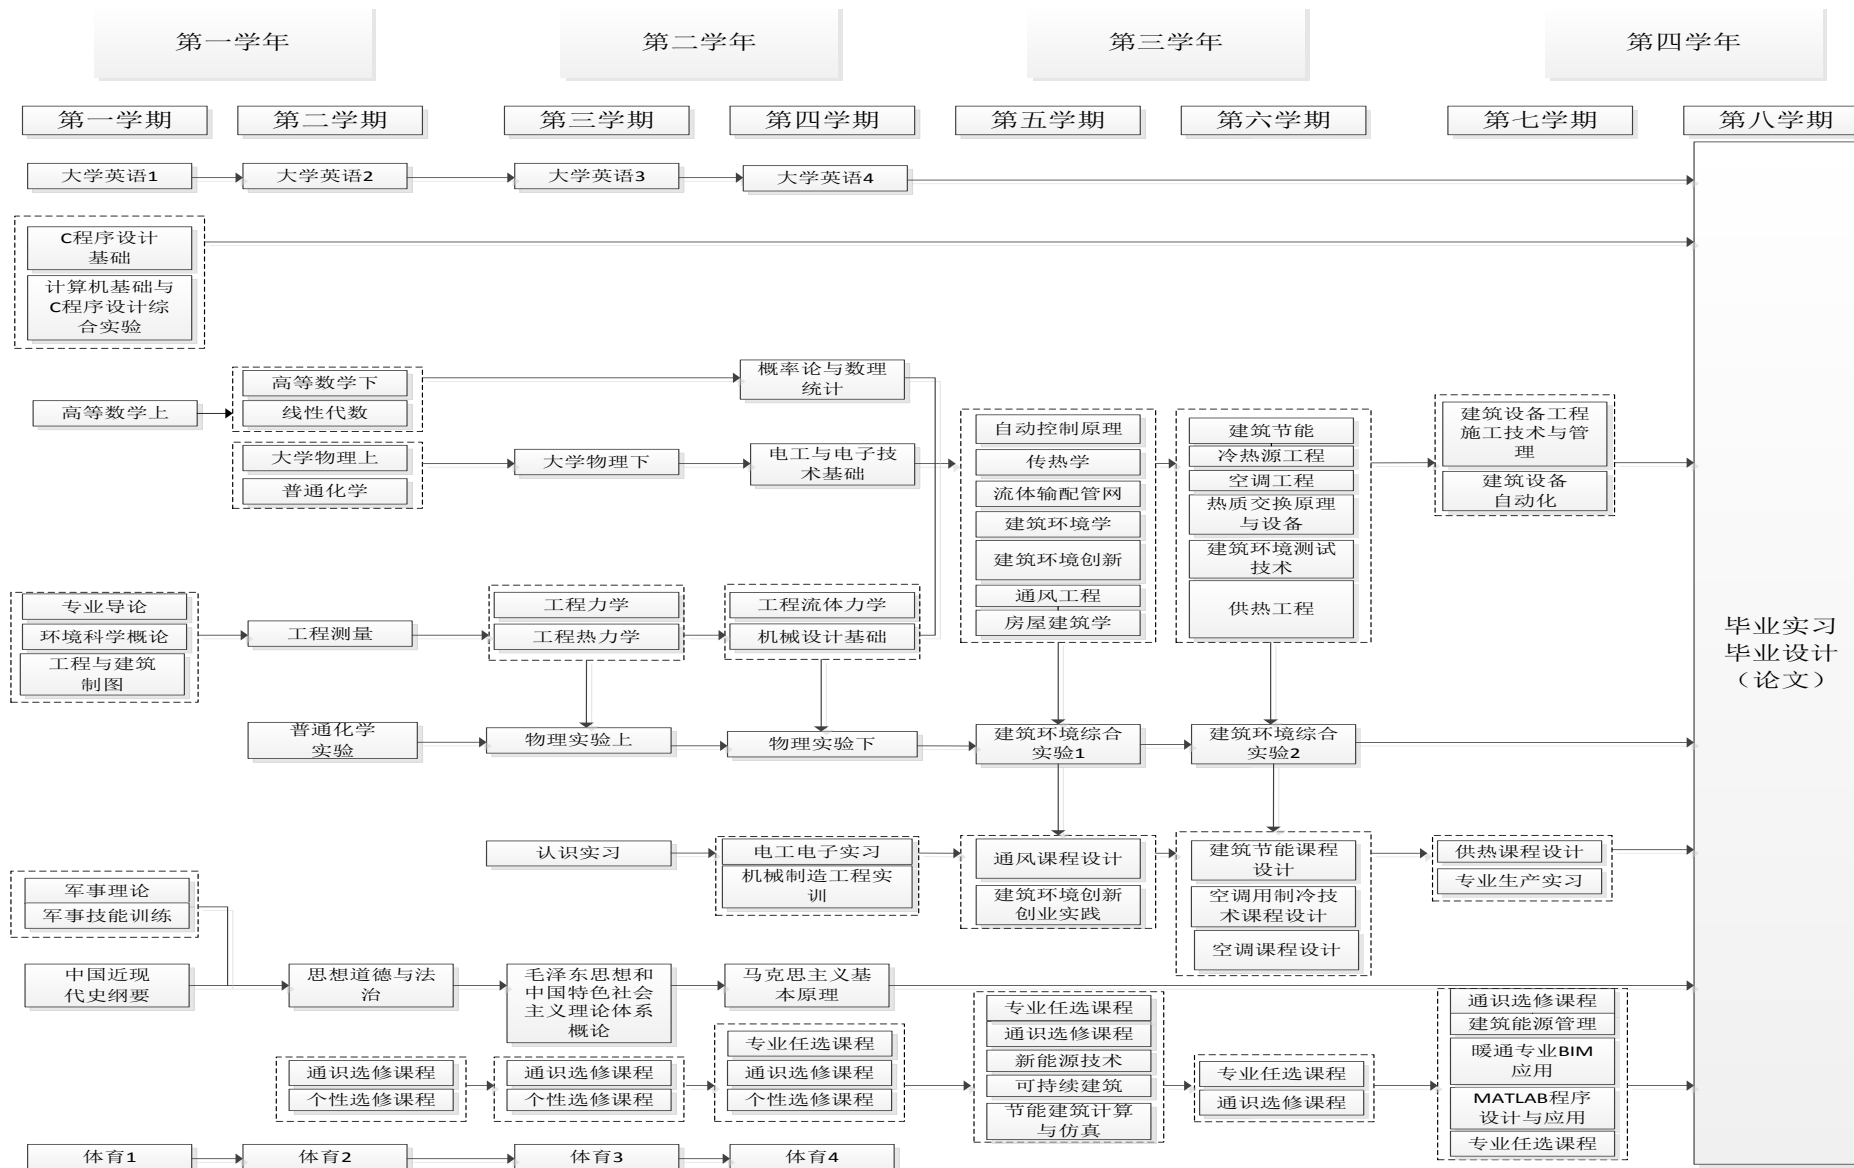 第一学年
第二学年
第三学年
第四学年
第一学期
第二学期
第三学期
第四学期
第五学期
第六学期
第七学期
第八学期
大学英语1
大学英语2
大学英语3
大学英语4
C程序设计
基础
计算机基础与
C程序设计综
合实验
高等数学上
高等数学下
线性代数
概率论与数理
统计
大学物理上
普通化学
大学物理下
电工与电子技
术基础
自动控制原理
传热学
流体输配管网
建筑环境学
建筑环境创新
通风工程
房屋建筑学
建筑节能
冷热源工程
空调工程
热质交换原理
与设备
建筑环境测试
技术
供热工程
建筑设备工程
施工技术与管
理
建筑设备
自动化
专业导论
环境科学概论
工程与建筑
制图
工程测量
工程力学
工程热力学
工程流体力学
机械设计基础
毕业实习
毕业设计
（论文）
普通化学
实验
物理实验上
物理实验下
建筑环境综合
实验1
建筑环境综合
实验2
认识实习
电工电子实习
机械制造工程实
训
通风课程设计
建筑环境创新
创业实践
建筑节能课程
设计
空调用制冷技
术课程设计
空调课程设计
供热课程设计
专业生产实习
军事理论
军事技能训练
中国近现
代史纲要
思想道德与法
治
毛泽东思想和
中国特色社会
主义理论体系
概论
马克思主义基
本原理
通识选修课程
个性选修课程
通识选修课程
个性选修课程
专业任选课程
通识选修课程
个性选修课程
专业任选课程
通识选修课程
新能源技术
可持续建筑
节能建筑计算
与仿真
专业任选课程
通识选修课程
通识选修课程
建筑能源管理
暖通专业BIM
应用
MATLAB程序
设计与应用
专业任选课程
体育1
体育2
体育3
体育4